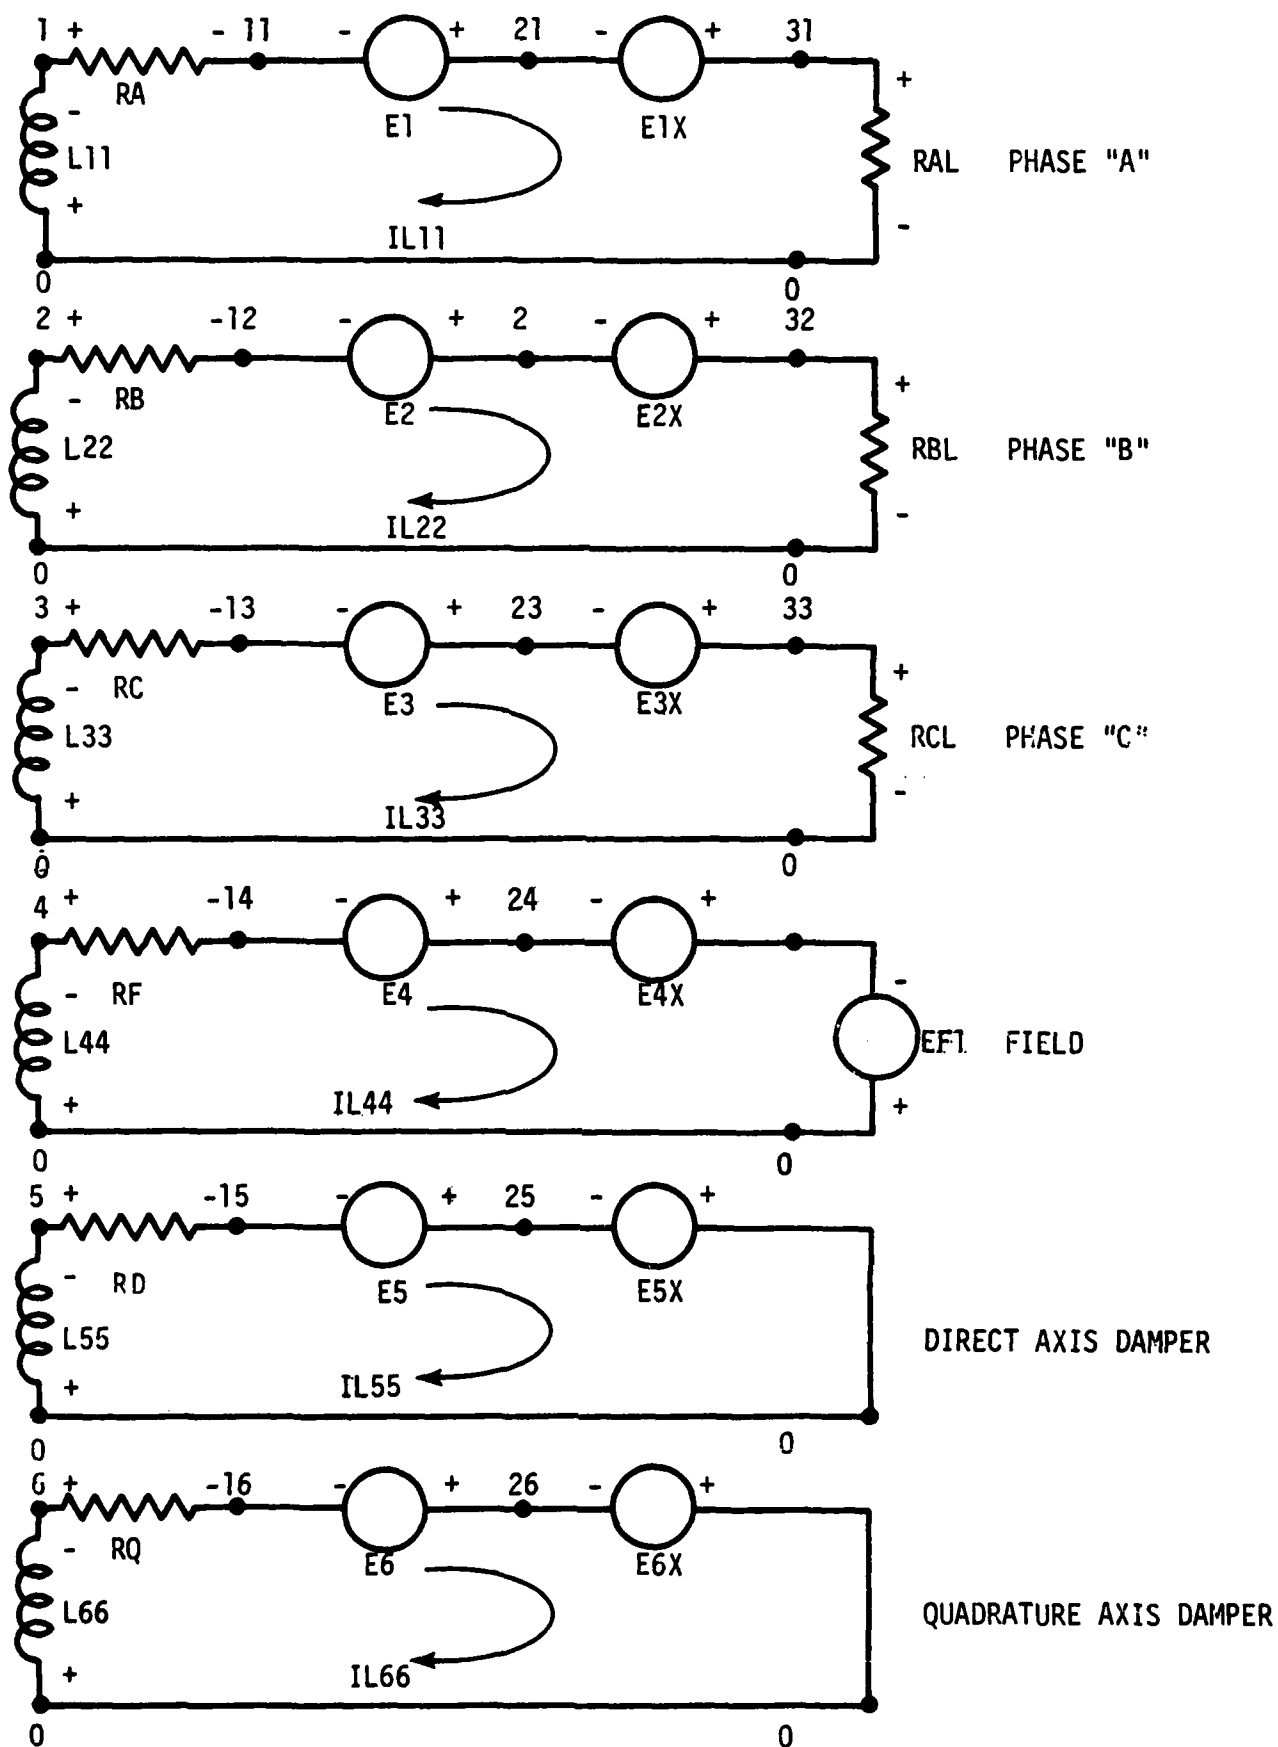 1 + - 11 - + 21 - + 31
+
RA
E1 E1X
-
L11
RAL PHASE "A"
+
-
IL11
0 0
2 + -12 - + 2 - + 32
+
- RB
E2 E2X
L22
RBL PHASE "B"
+
-
IL22
0 0
3 + -13 - + 23 - + 33
+
- RC
E3 E3X
L33
RCL PHASE "C"
+
-
IL33
0 0
4 + -14 - + 24 - +
-
- RF
E4 E4X
L44
EF1 FIELD
+
IL44
+
0 0
5 + -15 - + 25 - +
- RD
E5 E5X
L55
DIRECT AXIS DAMPER
+
IL55
0 0
6 + -16 - + 26 - +
- RQ
E6 E6X
L66
QUADRATURE AXIS DAMPER
+
IL66
0 0